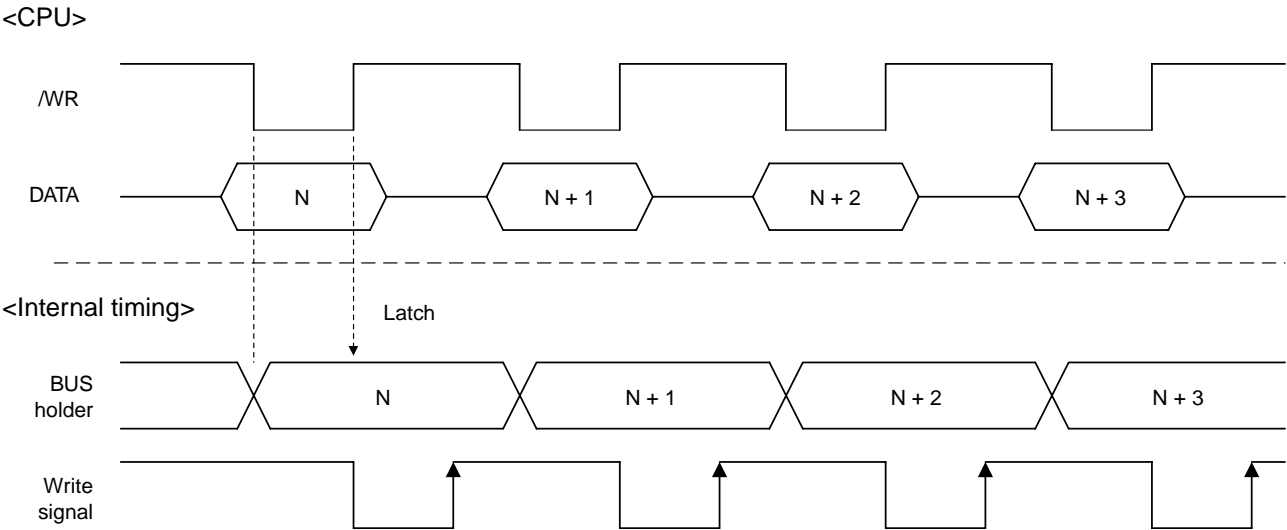 <CPU>
/WR
DATA
N
N + 1
N + 2
N + 3
<Internal timing>
Latch
BUS
holder
N
N + 1
N + 2
N + 3
Write
signal